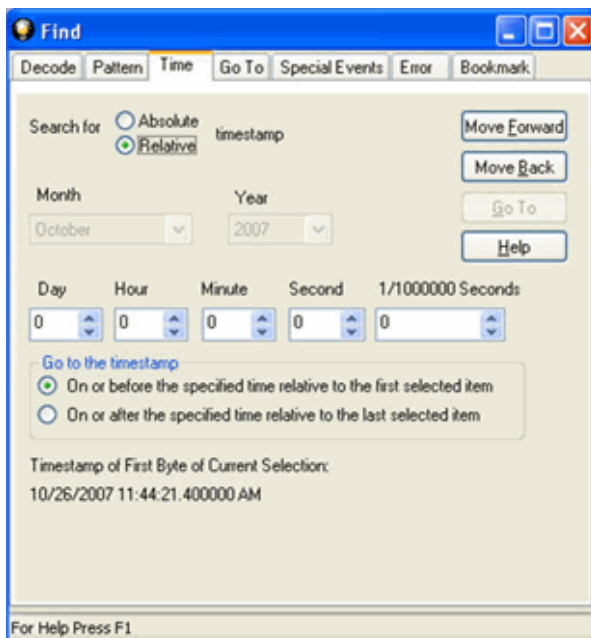 Find
Decode Pattern Time Go To Special Events Error Bookmark
Search for Absolute
Relative
timestamp
Move Forward
Move Back
Go To
Help
Month Year
October 2007
Day Hour Minute Second 1/1000000 Seconds
0 0 0 0 0
Go to the timestamp
On or before the specified time relative to the first selected item
On or after the specified time relative to the last selected item
Timestamp of First Byte of Current Selection:
10/26/2007 11:44:21.400000 AM
For Help Press F1